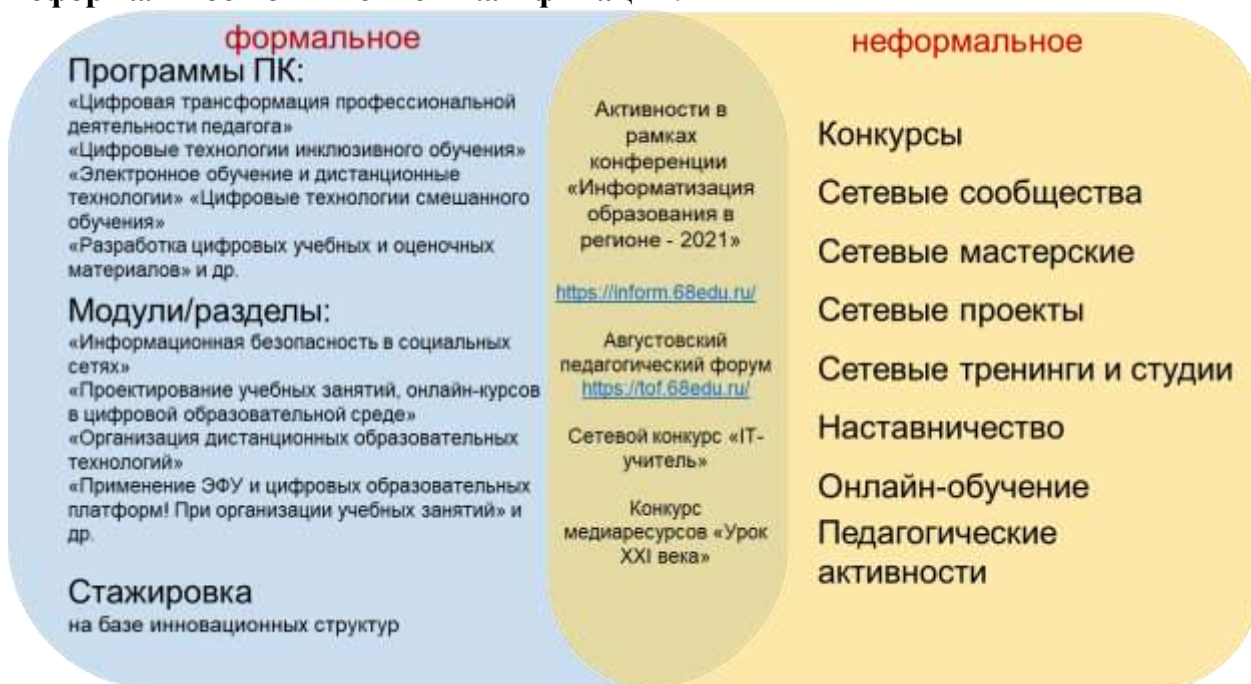 формальное
Программы ПК:
«Цифровая трансформация профессиональной
деятельности педагога»
«Цифровые технологии инклюзивного обучения»
«Электронное обучение и дистанционные
технологии» «Цифровые технологии смешанного
обучения»
«Разработка цифровых учебных и оценочных
материалов» и др.
Модули/разделы:
«Информационная безопасность в социальных
сетях»
«Проектирование учебных занятий, онлайн-курсов
в цифровой образовательной среде»
«Организация дистанционных образовательных
технологий»
«Применение ЭФУ и цифровых образовательных
платформ! При организации учебных занятий» и
др.
Стажировка
на базе инновационных структур
Активности в
рамках
конференции
«Информатизация
образования в
регионе - 2021»
https://inform.68edu.ru/
Августовский
педагогический форум
https://tof.68edu.ru/
Сетевой конкурс «IT-
учитель»
Конкурс
медиаресурсов «Урок
XXI века»
неформальное
Конкурсы
Сетевые сообщества
Сетевые мастерские
Сетевые проекты
Сетевые тренинги и студии
Наставничество
Онлайн-обучение
Педагогические
активности